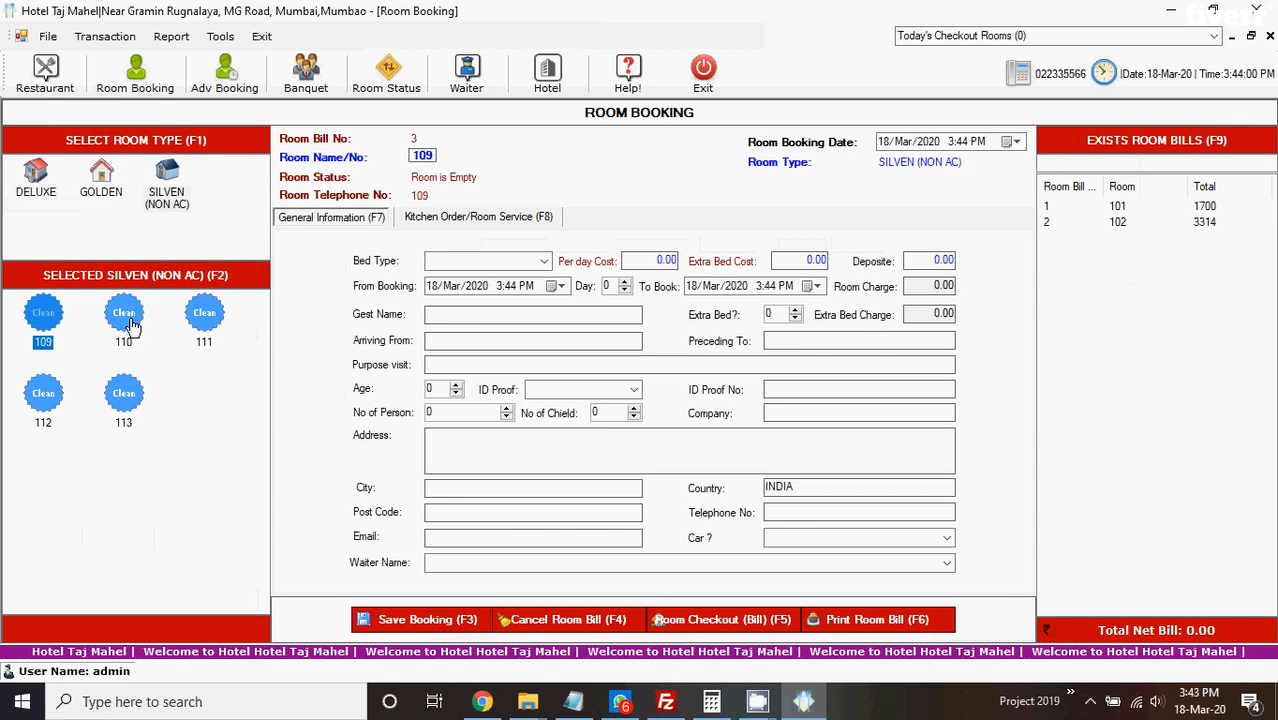 Hotel Taj Mahel|Near Gramin Rugnalaya, MG Road, Mumbai,Mumbao - [Room Booking]
fiverr
File Transaction Report Tools Exit
Today's Checkout Rooms (0)
Restaurant Room Booking Adv Booking Banques Room Status Waiter Hotel Help! Exit
022335566 |Date:18-Mar-20 | Time:3:44:00 PM
ROOM BOOKING
SELECT ROOM TYPE (F1)
DELUXE GOLDEN SILVEN
(NON AC)
SELECTED SILVEN (NON AC) (F2)
Clean Clean Clean
109 110 111
Clean Clean
112 113
Room Bill No: 3
Room Name/No: 109
Room Status: Room is Empty
Room Telephone No: 109
Room Booking Date: 18/Mar/2020 3:44 PM
Room Type: SILVEN (NON AC)
General Information (F7) Kitchen Order/Room Service (F8)
Bed Type: Per day Cost: 0.00 Extra Bed Cost: 0.00 Deposite: 0.00
From Booking: 18/Mar/2020 3:44 PM Day: 0 To Book: 18/Mar/2020 3:44 PM Room Charge: 0.00
Gest Name: Extra Bed?: 0 Extra Bed Charge: 0.00
Arriving From: Preceding To:
Purpose visit:
Age: 0 ID Proof: ID Proof No:
No of Person: 0 No of Chield: 0 Company:
Address:
City: Country: INDIA
Post Code: Telephone No:
Email: Car ?
Waiter Name:
Save Booking (F3) Cancel Room Bill (F4) Room Checkout (Bill) (F5) Print Room Bill (F6)
EXISTS ROOM BILLS (F9)
Room Bill ... Room Total
1 101 1700
2 102 3314
₹ Total Net Bill: 0.00
Hotel Taj Mahel | Welcome to Hotel Hotel Taj Mahel | Welcome to Hotel Hotel Taj Mahel | Welcome to Hotel Hotel Taj Mahel | Welcome to Hotel Hotel Taj Mahel | Welcome to Hotel Hotel Taj Mahel |
User Name: admin
Type here to search
6
Project 2019 »
3:43 PM
18-Mar-20
4